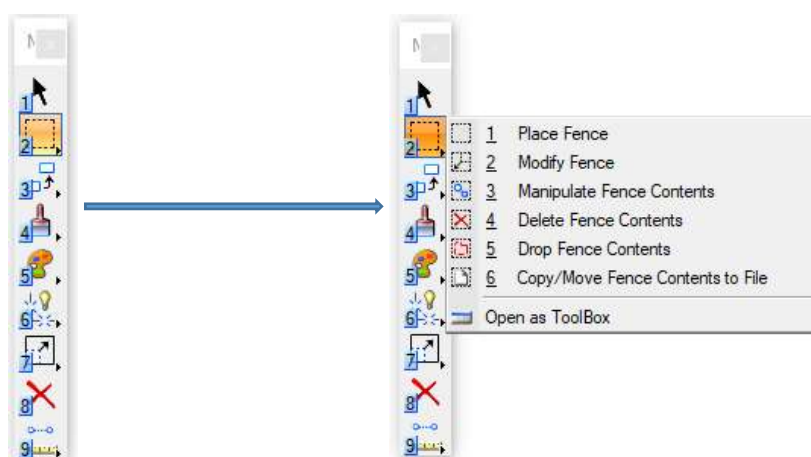 1
2
3
4
5
6
7
8
9
1
2
3
4
5
6
7
8
9
1 Place Fence
2 Modify Fence
3 Manipulate Fence Contents
4 Delete Fence Contents
5 Drop Fence Contents
6 Copy/Move Fence Contents to File
Open as ToolBox